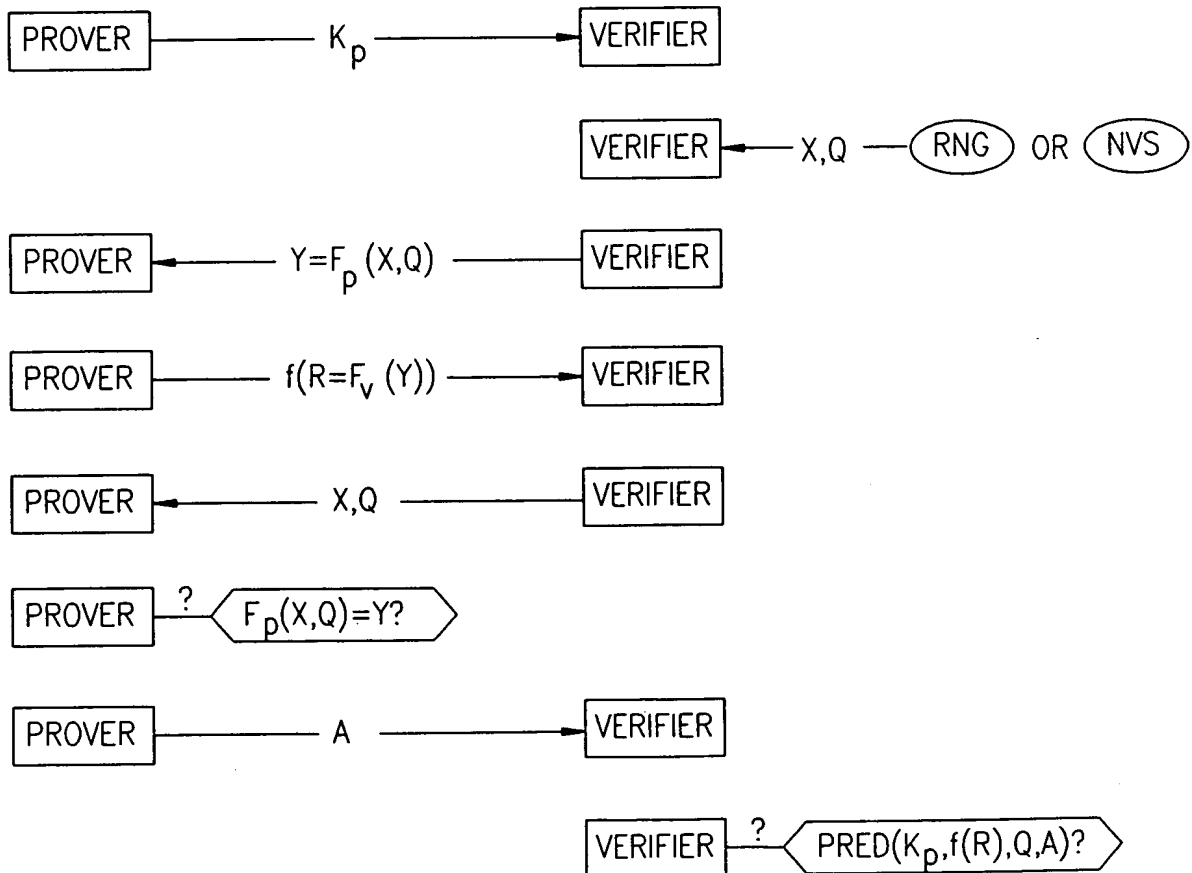 PROVER K_p VERIFIER
VERIFIER X,Q RNG OR NVS
PROVER Y=F_p(X,Q) VERIFIER
PROVER f(R=F_v(Y)) VERIFIER
PROVER X,Q VERIFIER
PROVER ? F_p(X,Q)=Y?
PROVER A VERIFIER
VERIFIER ? PRED(K_p,f(R),Q,A)?